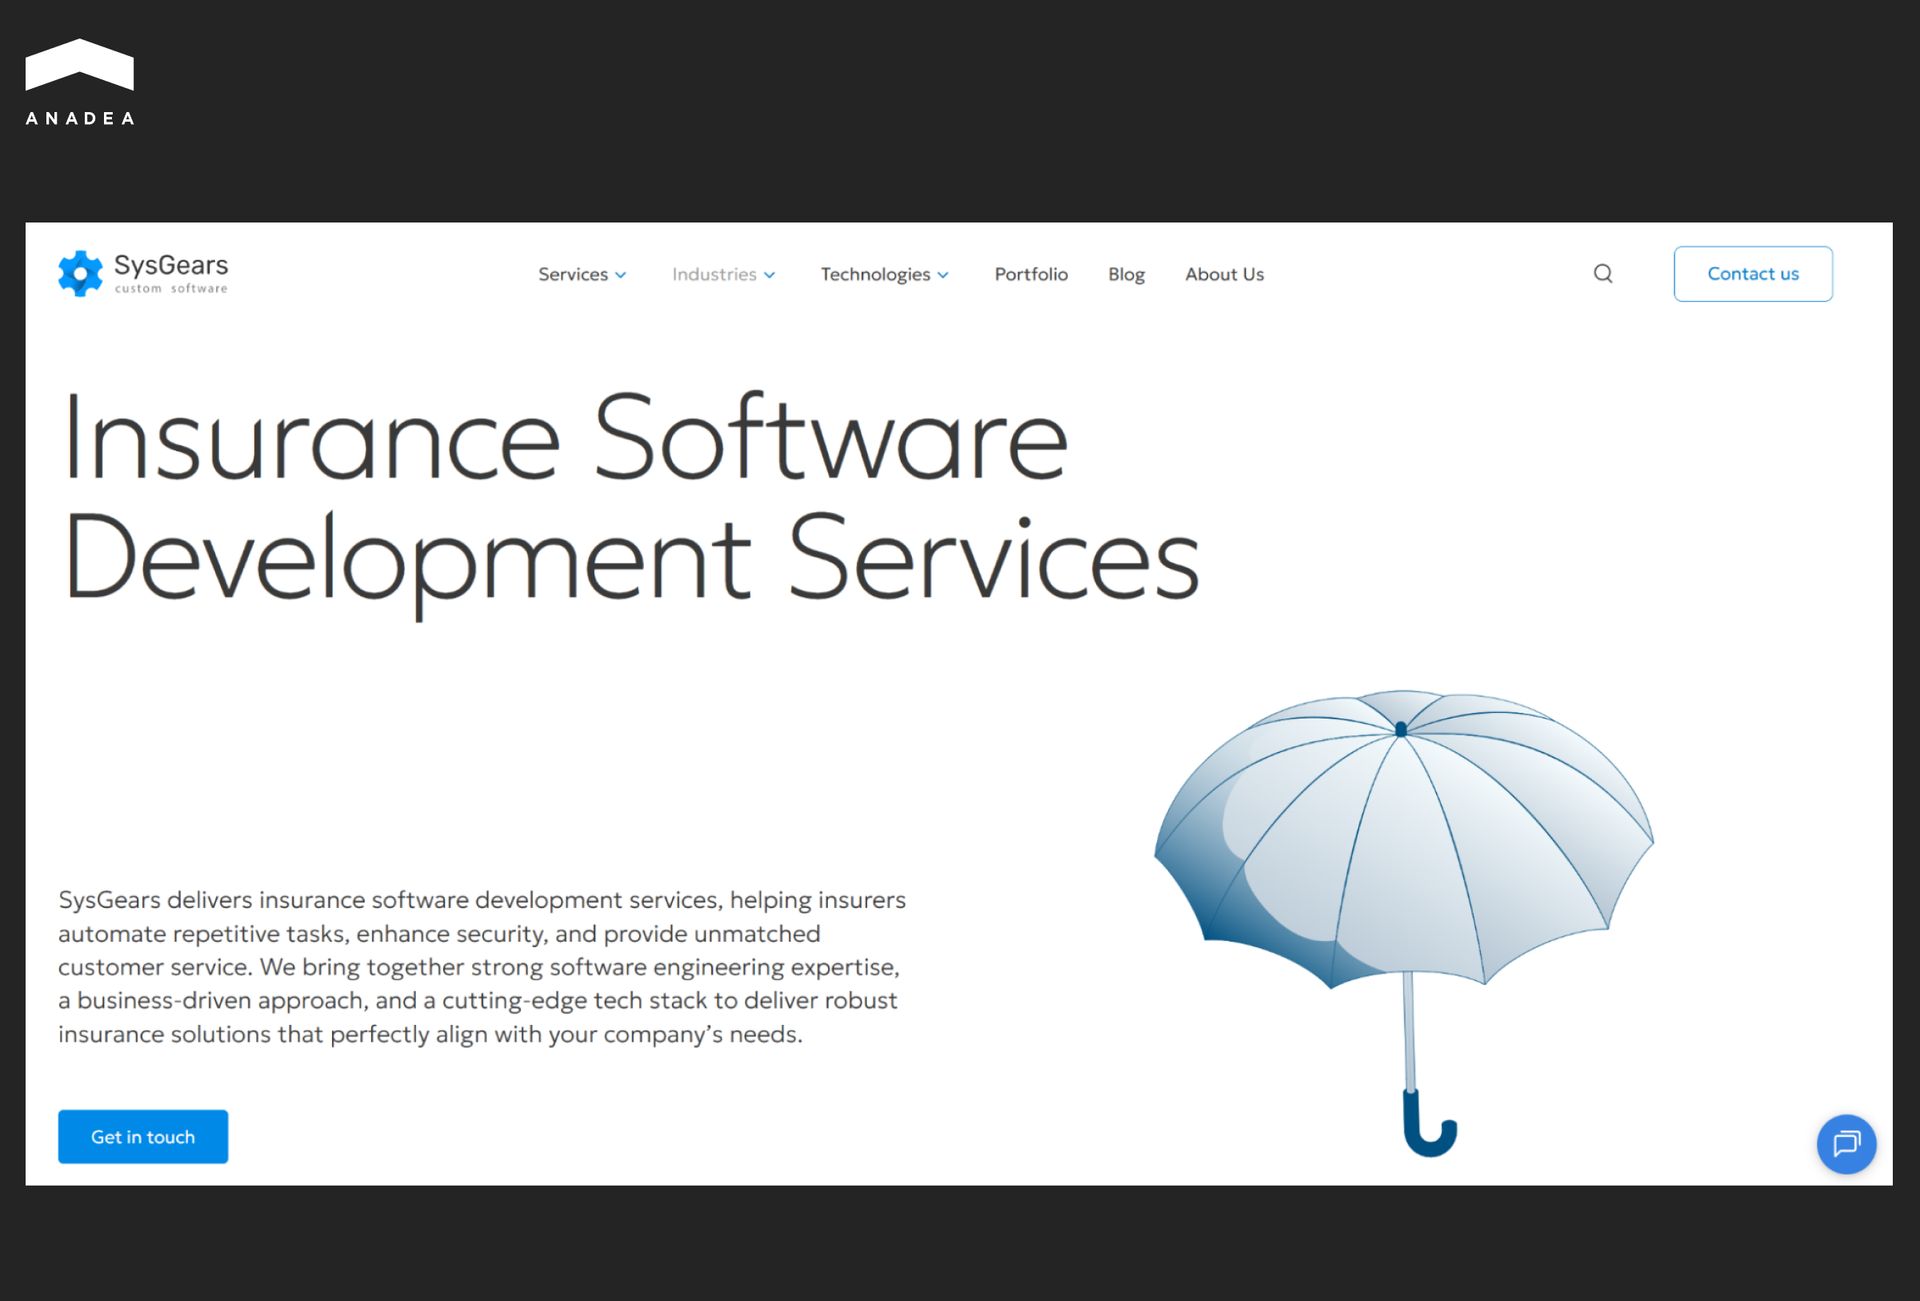 ANADEA
SysGears
custom software
Services
Industries
Technologies
Portfolio
Blog
About Us
Contact us
Insurance Software
Development Services
SysGears delivers insurance software development services, helping insurers
automate repetitive tasks, enhance security, and provide unmatched
customer service. We bring together strong software engineering expertise,
a business-driven approach, and a cutting-edge tech stack to deliver robust
insurance solutions that perfectly align with your company’s needs.
Get in touch